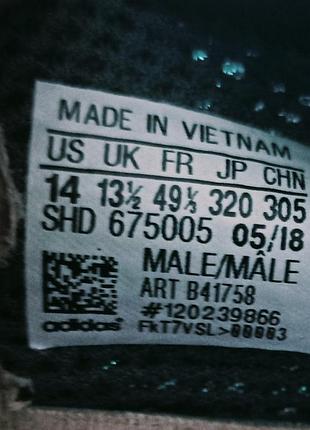 MADE IN VIETNAM
US UK FR JP CHN
14 13½ 49⅓ 320 305
SHD 675005 05/18
MALE/MÂLE
ART B41758
#120239866
adidas FkT7VSL>00003